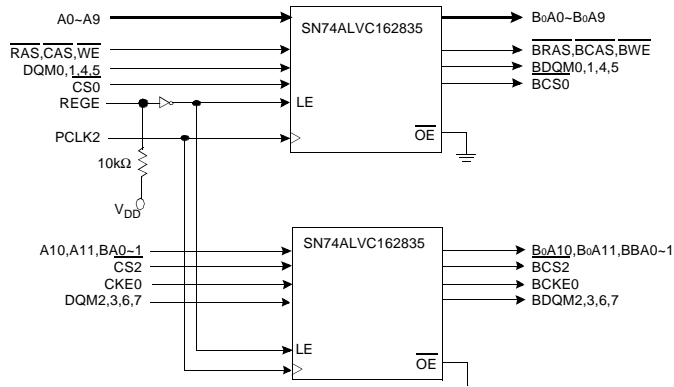 A0~A9 SN74ALVC162835 B0A0~B0A9
RAS,CAS,WE BRAS,BCAS,BWE
DQM0,1,4,5 BDQM0,1,4,5
CS0 BCS0
REGE LE
PCLK2 OE
10kΩ
VDD
SN74ALVC162835
A10,A11,BA0~1 B0A10,B0A11,BBA0~1
CS2 BCS2
CKE0 BCKE0
DQM2,3,6,7 BDQM2,3,6,7
LE
OE